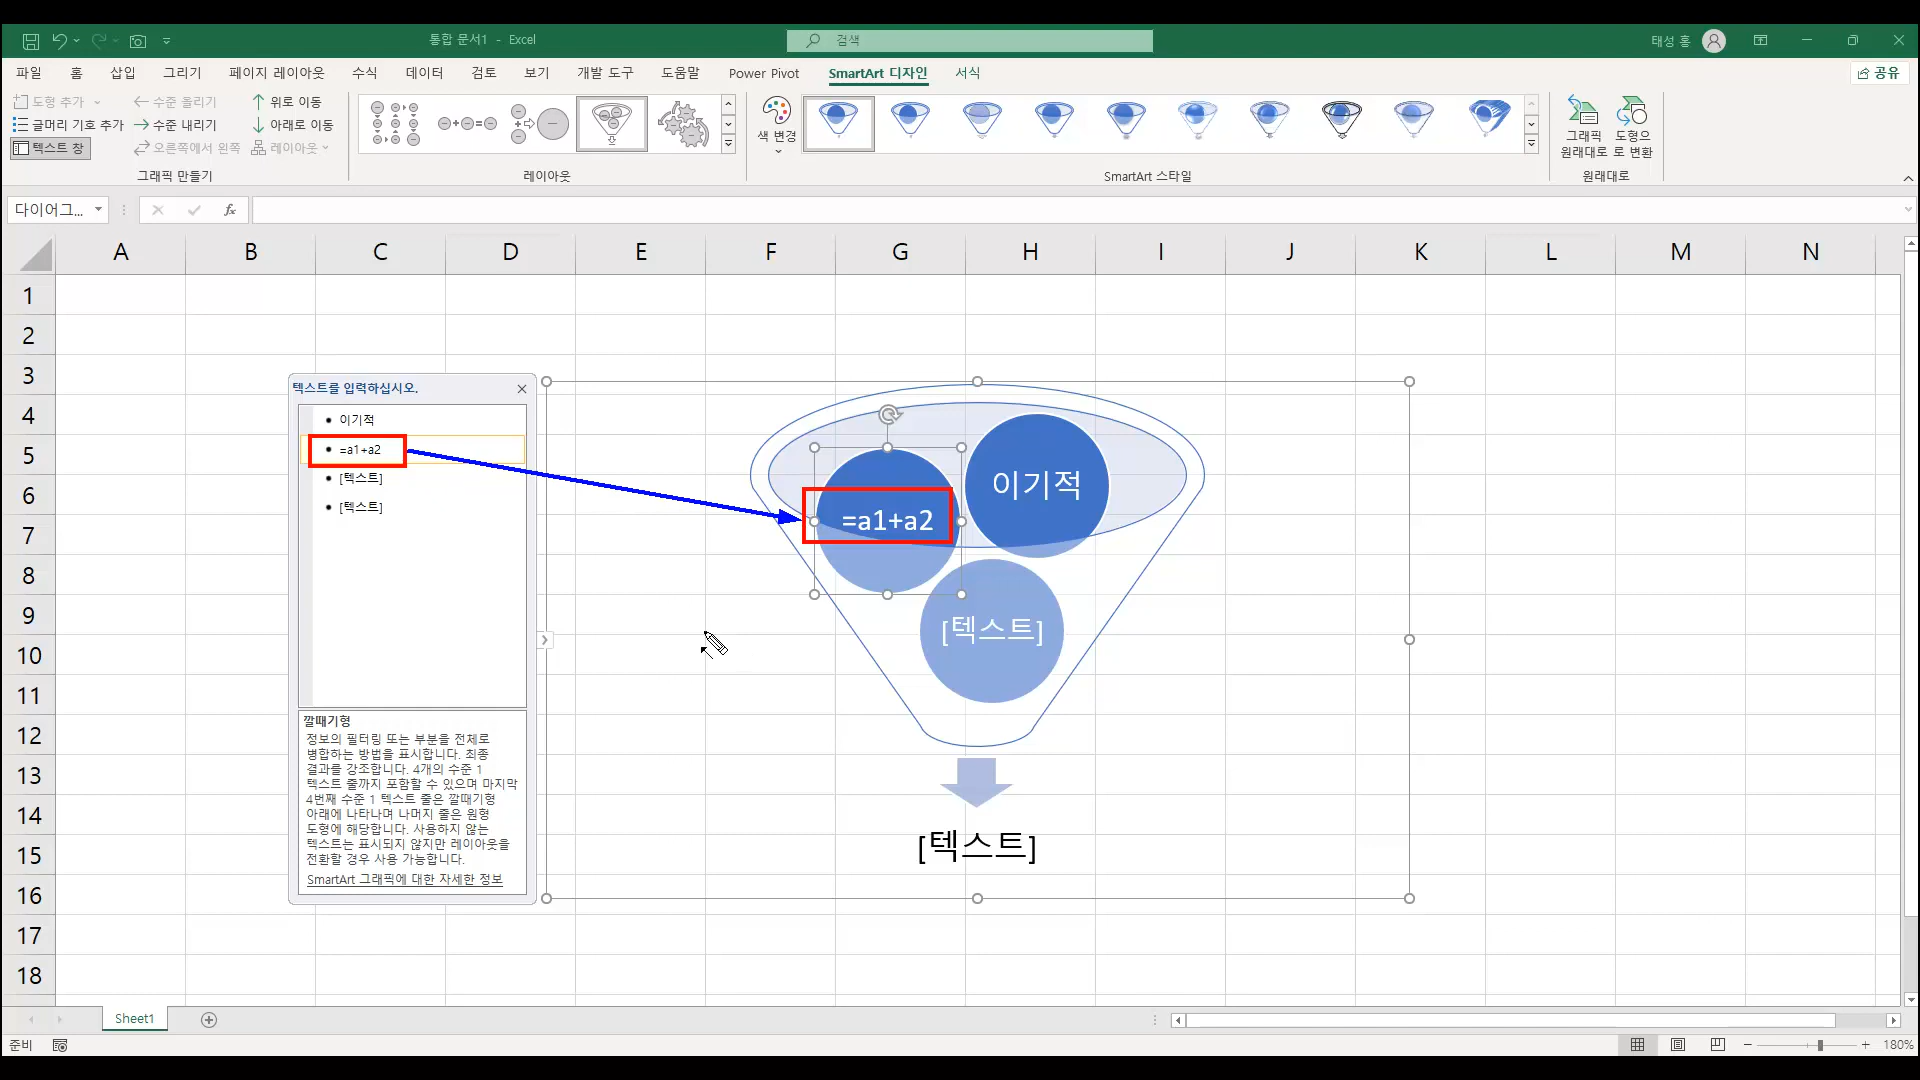 통합 문서1 - Excel
검색
태성 홍
파일 홈 삽입 그리기 페이지 레이아웃 수식 데이터 검토 보기 개발 도구 도움말 Power Pivot SmartArt 디자인 서식
공유
도형 추가 수준 올리기 위로 이동
글머리 기호 추가 수준 내리기 아래로 이동
텍스트 창 오른쪽에서 왼쪽 레이아웃
그래픽 만들기
레이아웃
색 변경
SmartArt 스타일
그래픽 원래대로
도형으로 변환
원래대로
다이어그...
fx
A B C D E F G H I J K L M N
1
2
3
4
5
6
7
8
9
10
11
12
13
14
15
16
17
18
텍스트를 입력하십시오.
이기적
=a1+a2
[텍스트]
[텍스트]
깔때기형
정보의 필터링 또는 부분을 전체로
병합하는 방법을 표시합니다. 최종
결과를 강조합니다. 4개의 수준 1
텍스트 줄까지 포함할 수 있으며 마지막
4번째 수준 1 텍스트 줄은 깔때기형
아래에 나타나며 나머지 줄은 원형
도형에 해당합니다. 사용하지 않는
텍스트는 표시되지 않지만 레이아웃을
전환할 경우 사용 가능합니다.
SmartArt 그래픽에 대한 자세한 정보
이기적
=a1+a2
[텍스트]
[텍스트]
Sheet1
준비
180%